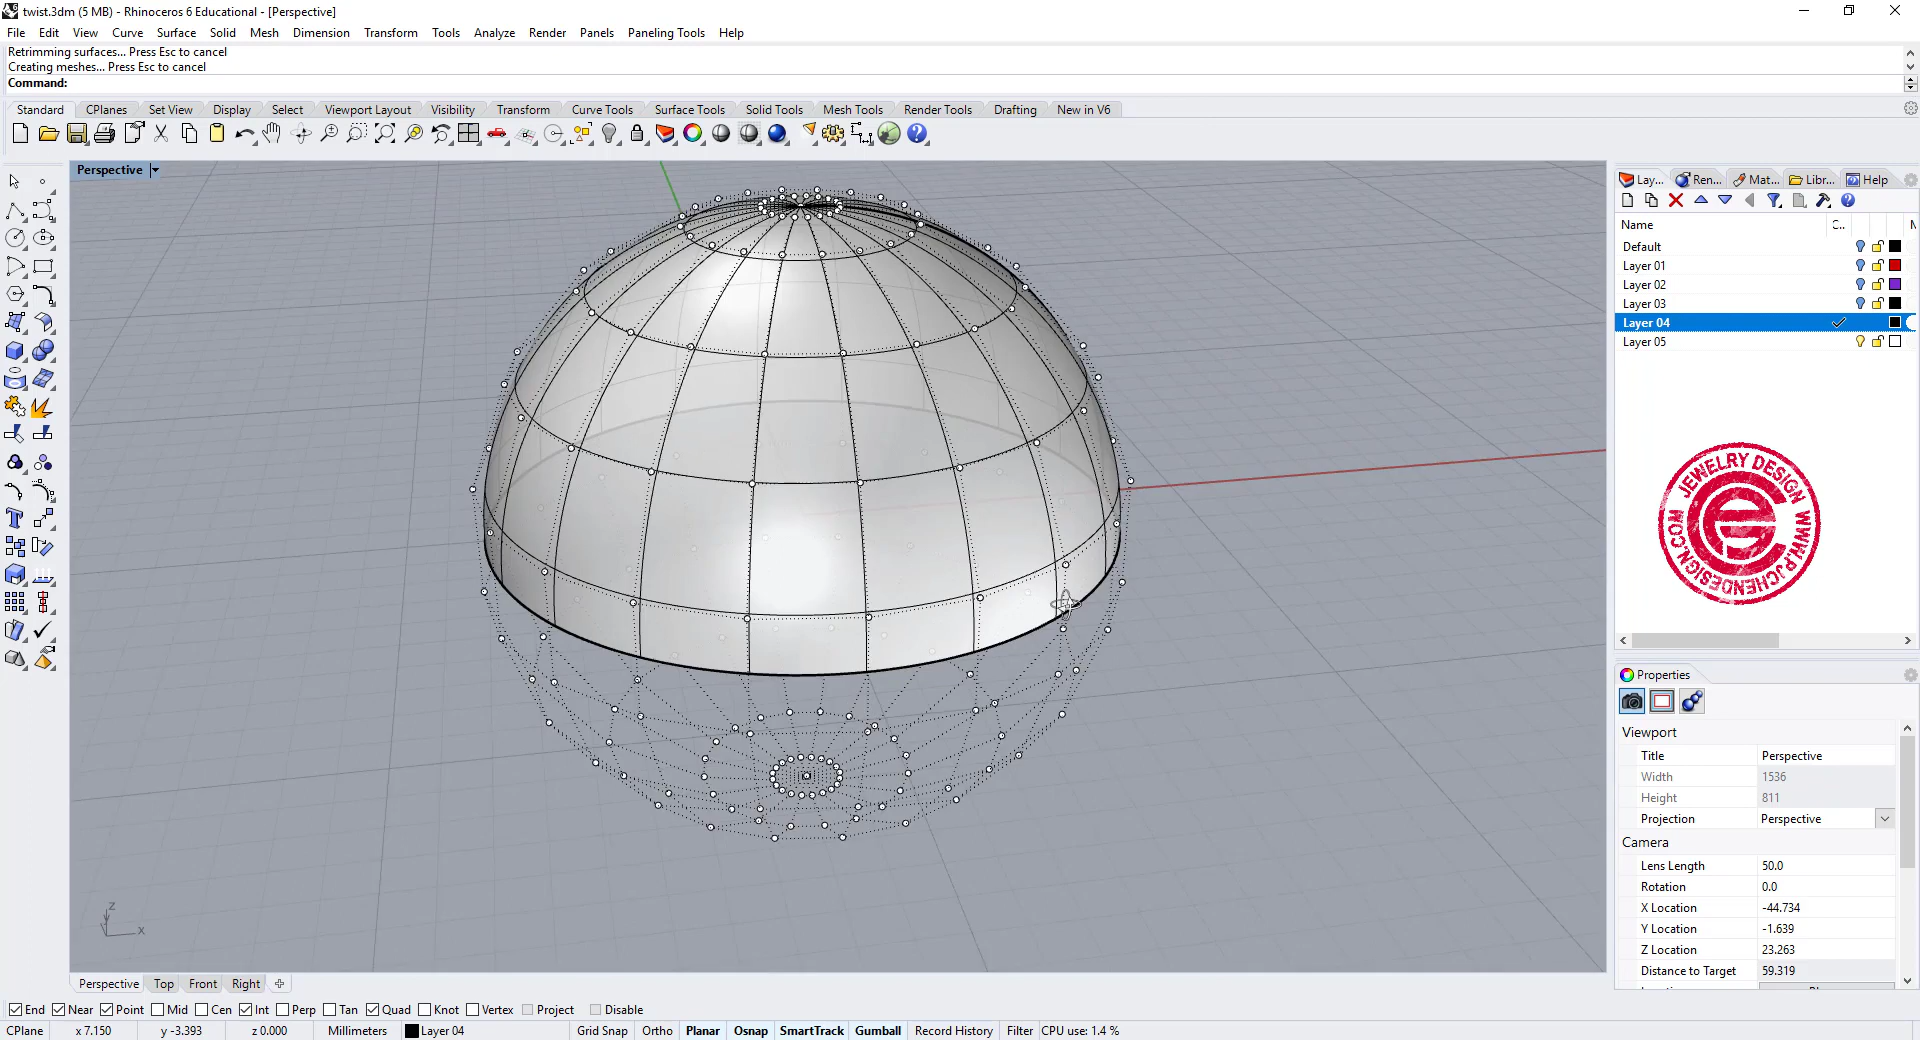 twist.3dm (5 MB) - Rhinoceros 6 Educational - [Perspective]
File Edit View Curve Surface Solid Mesh Dimension Transform Tools Analyze Render Panels Paneling Tools Help
Retrimming surfaces... Press Esc to cancel
Creating meshes... Press Esc to cancel
Command:
Standard CPlanes Set View Display Select Viewport Layout Visibility Transform Curve Tools Surface Tools Solid Tools Mesh Tools Render Tools Drafting New in V6
Perspective
Lay... Ren... Mat... Libr... Help
Name C.. M
Default
Layer 01
Layer 02
Layer 03
Layer 04
Layer 05
JEWELRY DESIGN
WWW.PJCHENDESIGN.COM
Properties
Viewport
Title Perspective
Width 1536
Height 811
Projection Perspective
Camera
Lens Length 50.0
Rotation 0.0
X Location -44.734
Y Location -1.639
Z Location 23.263
Distance to Target 59.319
z
x
Perspective Top Front Right
End Near Point Mid Cen Int Perp Tan Quad Knot Vertex Project Disable
CPlane x 7.150 y -3.393 z 0.000 Millimeters Layer 04 Grid Snap Ortho Planar Osnap SmartTrack Gumball Record History Filter CPU use: 1.4 %